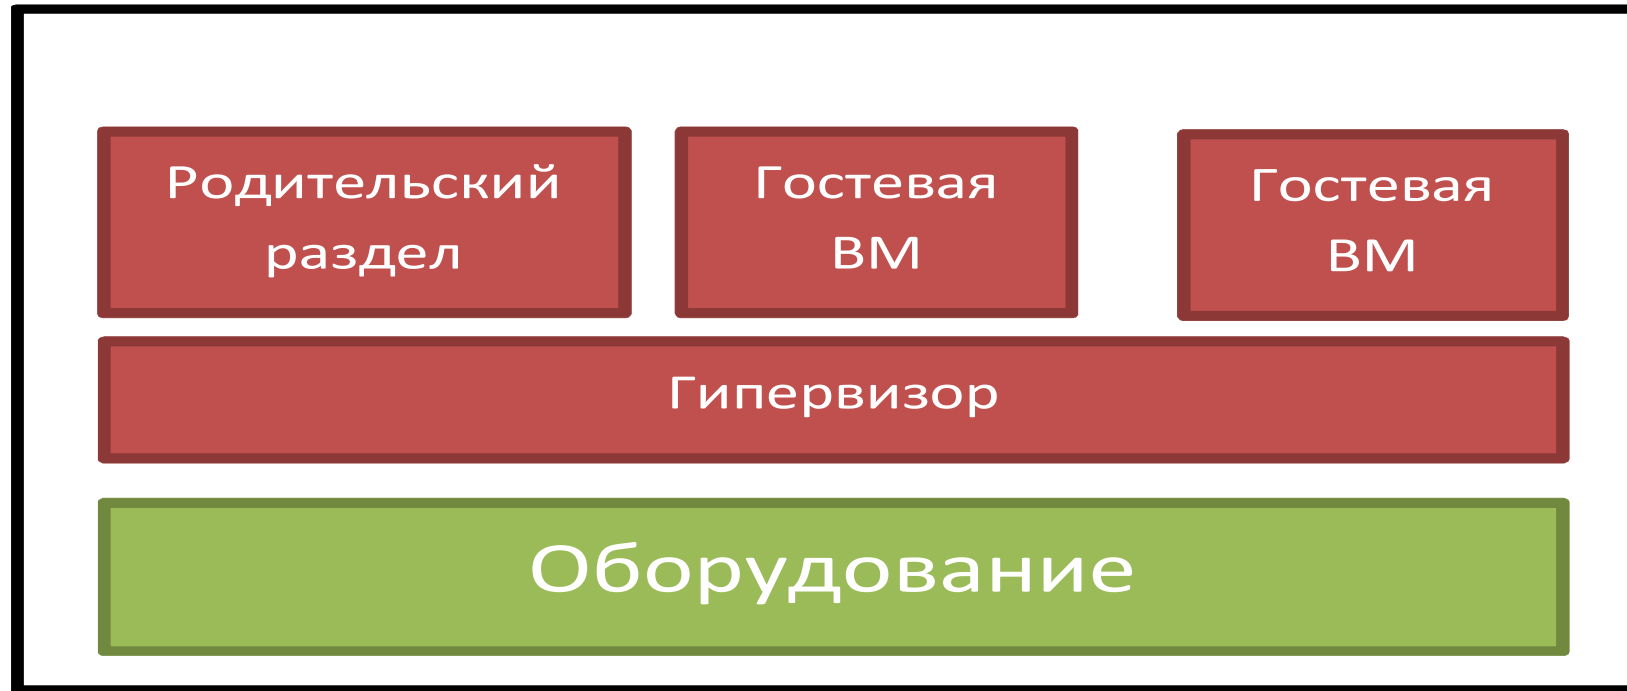 Родительский
раздел
Гостевая
ВМ
Гостевая
ВМ
Гипервизор
Оборудование